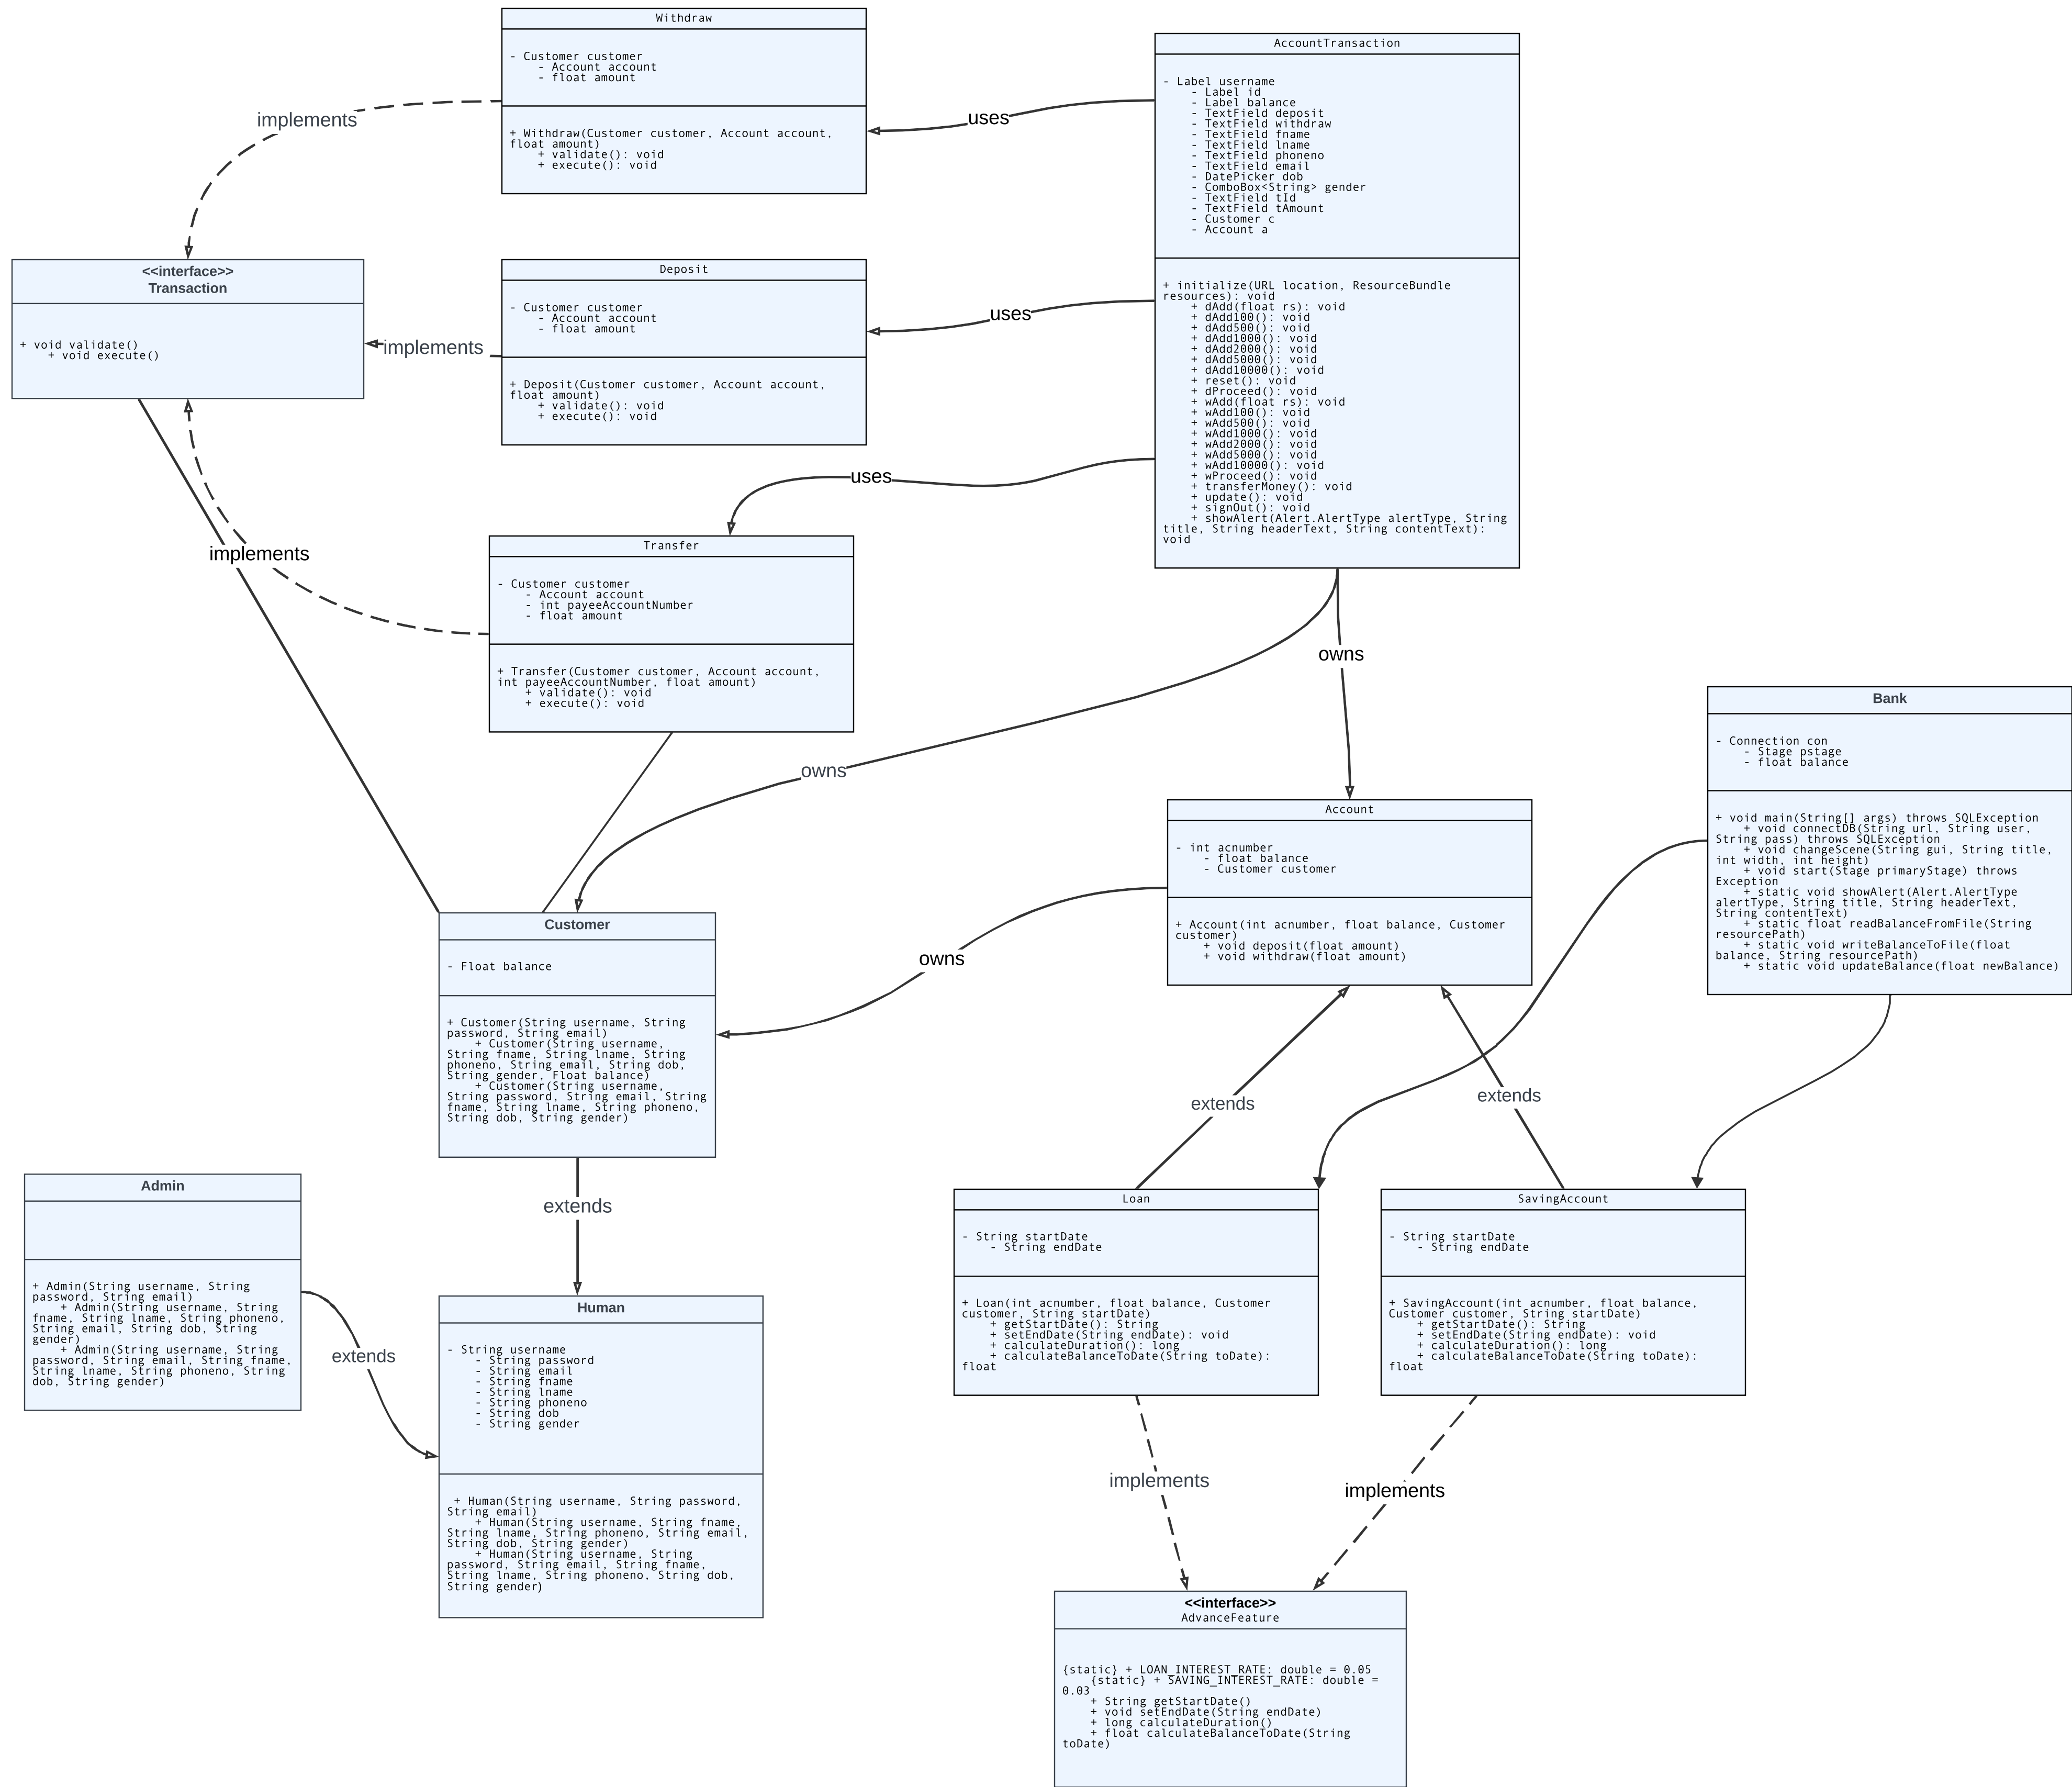 Withdraw
- Customer customer
- Account account
- float amount
+ Withdraw(Customer customer, Account account,
float amount)
+ validate(): void
+ execute(): void
AccountTransaction
- Label username
- Label id
- Label balance
- TextField deposit
- TextField withdraw
- TextField fname
- TextField lname
- TextField phoneno
- TextField email
- DatePicker dob
- ComboBox<String> gender
- TextField tId
- TextField tAmount
- Customer c
- Account a
+ initialize(URL location, ResourceBundle
resources): void
+ dAdd(float rs): void
+ dAdd100(): void
+ dAdd500(): void
+ dAdd1000(): void
+ dAdd2000(): void
+ dAdd5000(): void
+ dAdd10000(): void
+ reset(): void
+ dProceed(): void
+ wAdd(float rs): void
+ wAdd100(): void
+ wAdd500(): void
+ wAdd1000(): void
+ wAdd2000(): void
+ wAdd5000(): void
+ wAdd10000(): void
+ wProceed(): void
+ transferMoney(): void
+ update(): void
+ signOut(): void
+ showAlert(Alert.AlertType alertType, String
title, String headerText, String contentText):
void
implements
uses
<<interface>>
Transaction
+ void validate()
+ void execute()
Deposit
- Customer customer
- Account account
- float amount
+ Deposit(Customer customer, Account account,
float amount)
+ validate(): void
+ execute(): void
implements
uses
uses
implements
Transfer
- Customer customer
- Account account
- int payeeAccountNumber
- float amount
+ Transfer(Customer customer, Account account,
int payeeAccountNumber, float amount)
+ validate(): void
+ execute(): void
owns
owns
Bank
- Connection con
- Stage pstage
- float balance
+ void main(String[] args) throws SQLException
+ void connectDB(String url, String user,
String pass) throws SQLException
+ void changeScene(String gui, String title,
int width, int height)
+ void start(Stage primaryStage) throws
Exception
+ static void showAlert(Alert.AlertType
alertType, String title, String headerText,
String contentText)
+ static float readBalanceFromFile(String
resourcePath)
+ static void writeBalanceToFile(float
balance, String resourcePath)
+ static void updateBalance(float newBalance)
Account
- int acnumber
- float balance
- Customer customer
+ Account(int acnumber, float balance, Customer
customer)
+ void deposit(float amount)
+ void withdraw(float amount)
owns
Customer
- Float balance
+ Customer(String username, String
password, String email)
+ Customer(String username,
String fname, String lname, String
phoneno, String email, String dob,
String gender, Float balance)
+ Customer(String username,
String password, String email, String
fname, String lname, String phoneno,
String dob, String gender)
extends
extends
extends
Admin
+ Admin(String username, String
password, String email)
+ Admin(String username, String
fname, String lname, String phoneno,
String email, String dob, String
gender)
+ Admin(String username, String
password, String email, String fname,
String lname, String phoneno, String
dob, String gender)
extends
Human
- String username
- String password
- String email
- String fname
- String lname
- String phoneno
- String dob
- String gender
+ Human(String username, String password,
String email)
+ Human(String username, String fname,
String lname, String phoneno, String email,
String dob, String gender)
+ Human(String username, String
password, String email, String fname,
String lname, String phoneno, String dob,
String gender)
Loan
- String startDate
- String endDate
+ Loan(int acnumber, float balance, Customer
customer, String startDate)
+ getStartDate(): String
+ setEndDate(String endDate): void
+ calculateDuration(): long
+ calculateBalanceToDate(String toDate):
float
SavingAccount
- String startDate
- String endDate
+ SavingAccount(int acnumber, float balance,
Customer customer, String startDate)
+ getStartDate(): String
+ setEndDate(String endDate): void
+ calculateDuration(): long
+ calculateBalanceToDate(String toDate):
float
implements
implements
<<interface>>
AdvanceFeature
{static} + LOAN_INTEREST_RATE: double = 0.05
{static} + SAVING_INTEREST_RATE: double =
0.03
+ String getStartDate()
+ void setEndDate(String endDate)
+ long calculateDuration()
+ float calculateBalanceToDate(String
toDate)